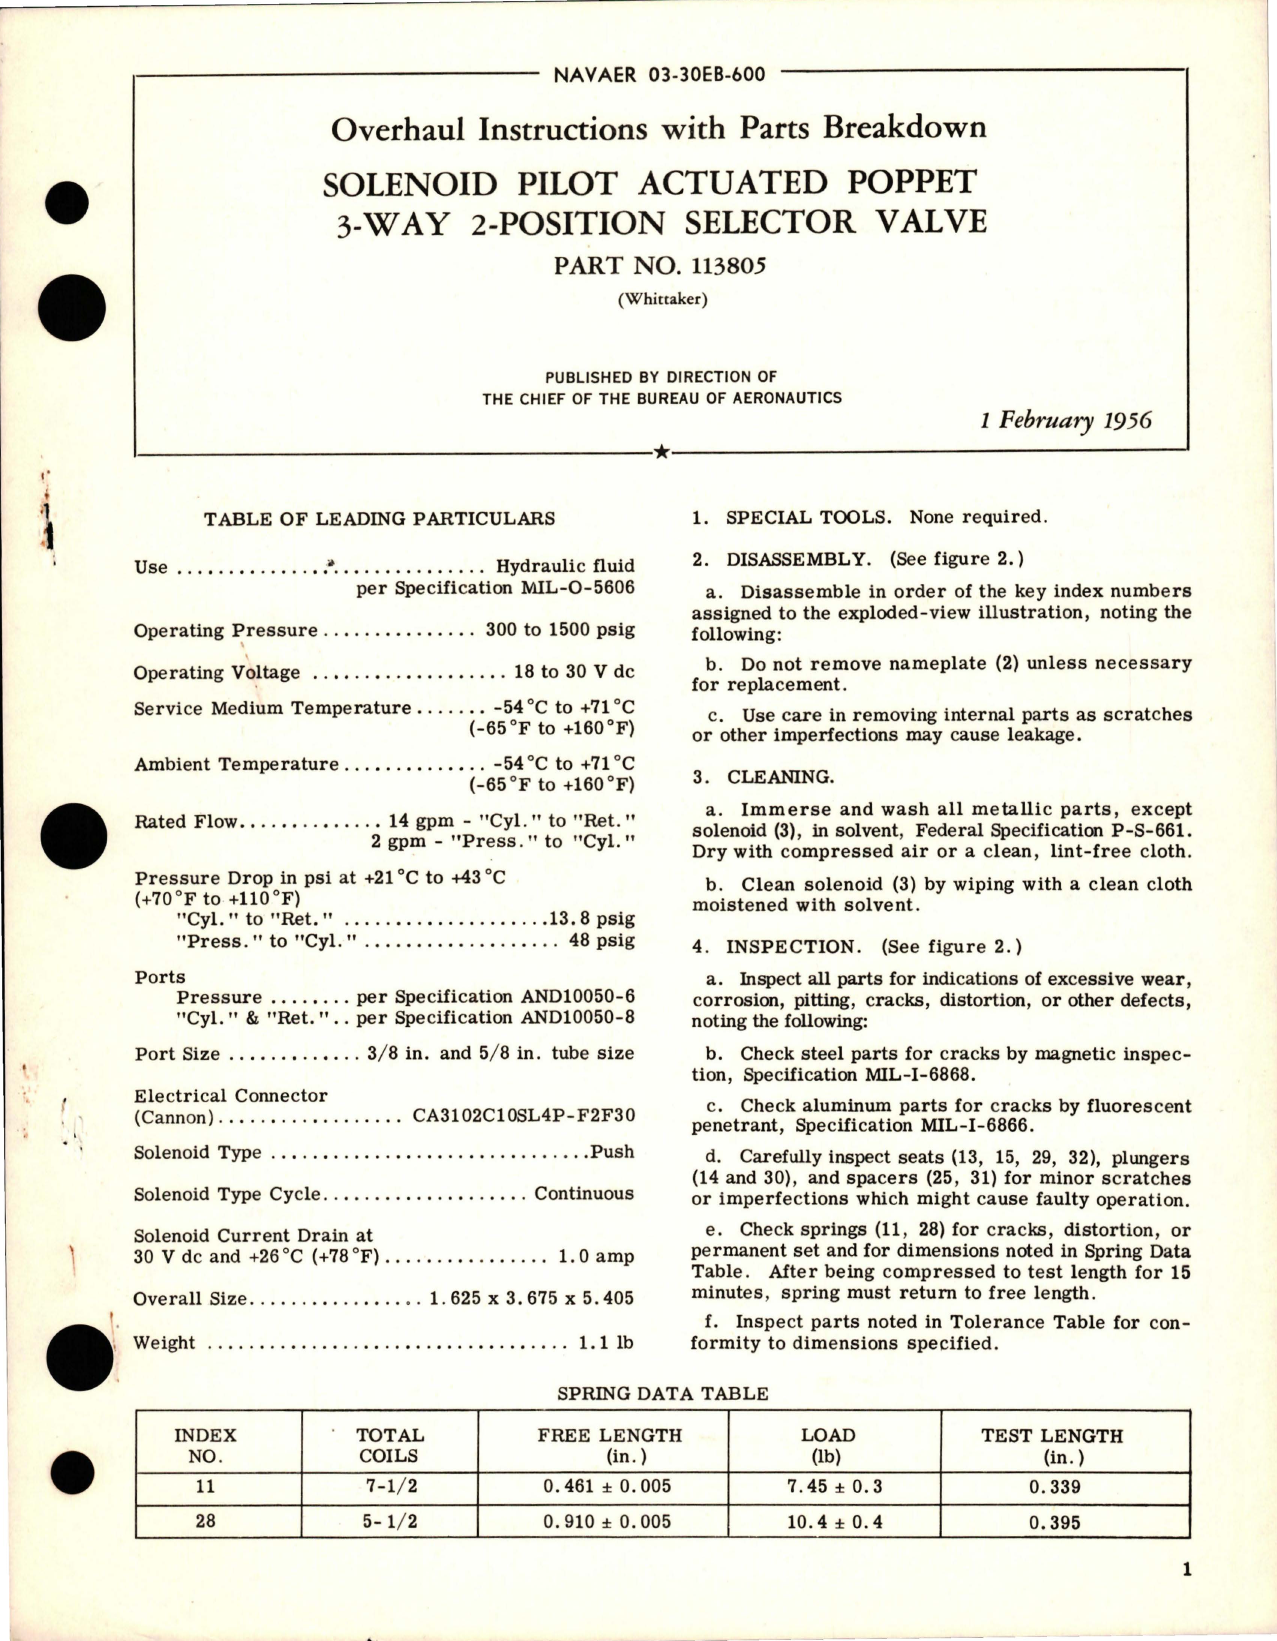 NAVAER 03-30EB-600
Overhaul Instructions with Parts Breakdown
SOLENOID PILOT ACTUATED POPPET
3-WAY 2-POSITION SELECTOR VALVE
PART NO. 113805
(Whittaker)
PUBLISHED BY DIRECTION OF
THE CHIEF OF THE BUREAU OF AERONAUTICS
1 February 1956
TABLE OF LEADING PARTICULARS
Use .............................. Hydraulic fluid
per Specification MIL-O-5606
Operating Pressure............... 300 to 1500 psig
Operating Voltage ................... 18 to 30 V dc
Service Medium Temperature....... -54°C to +71°C
(-65°F to +160°F)
Ambient Temperature.............. -54°C to +71°C
(-65°F to +160°F)
Rated Flow.............. 14 gpm - "Cyl." to "Ret."
2 gpm - "Press." to "Cyl."
Pressure Drop in psi at +21°C to +43°C
(+70°F to +110°F)
"Cyl." to "Ret." ....................13.8 psig
"Press." to "Cyl." ................... 48 psig
Ports
Pressure ........ per Specification AND10050-6
"Cyl." & "Ret.".. per Specification AND10050-8
Port Size ............. 3/8 in. and 5/8 in. tube size
Electrical Connector
(Cannon).................. CA3102C10SL4P-F2F30
Solenoid Type ...............................Push
Solenoid Type Cycle.................... Continuous
Solenoid Current Drain at
30 V dc and +26°C (+78°F)................ 1.0 amp
Overall Size................. 1.625 x 3.675 x 5.405
Weight ................................... 1.1 lb
1. SPECIAL TOOLS. None required.
2. DISASSEMBLY. (See figure 2.)
a. Disassemble in order of the key index numbers
assigned to the exploded-view illustration, noting the
following:
b. Do not remove nameplate (2) unless necessary
for replacement.
c. Use care in removing internal parts as scratches
or other imperfections may cause leakage.
3. CLEANING.
a. Immerse and wash all metallic parts, except
solenoid (3), in solvent, Federal Specification P-S-661.
Dry with compressed air or a clean, lint-free cloth.
b. Clean solenoid (3) by wiping with a clean cloth
moistened with solvent.
4. INSPECTION. (See figure 2.)
a. Inspect all parts for indications of excessive wear,
corrosion, pitting, cracks, distortion, or other defects,
noting the following:
b. Check steel parts for cracks by magnetic inspec-
tion, Specification MIL-I-6868.
c. Check aluminum parts for cracks by fluorescent
penetrant, Specification MIL-I-6866.
d. Carefully inspect seats (13, 15, 29, 32), plungers
(14 and 30), and spacers (25, 31) for minor scratches
or imperfections which might cause faulty operation.
e. Check springs (11, 28) for cracks, distortion, or
permanent set and for dimensions noted in Spring Data
Table. After being compressed to test length for 15
minutes, spring must return to free length.
f. Inspect parts noted in Tolerance Table for con-
formity to dimensions specified.
SPRING DATA TABLE
INDEX NO. TOTAL COILS FREE LENGTH (in.) LOAD (lb) TEST LENGTH (in.)
11 7-1/2 0.461 ± 0.005 7.45 ± 0.3 0.339
28 5-1/2 0.910 ± 0.005 10.4 ± 0.4 0.395
1